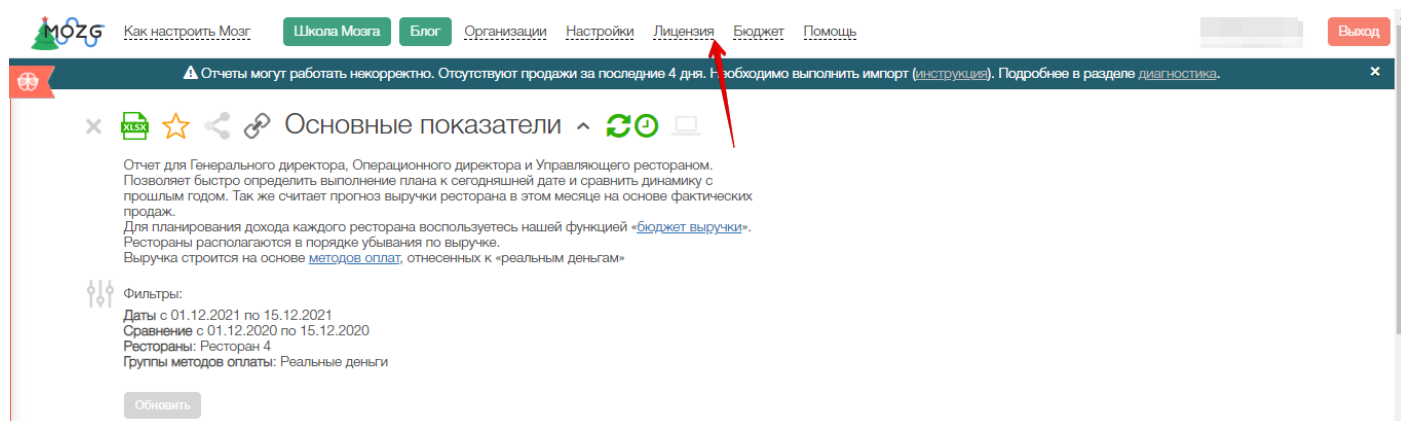 MOZG Как настроить Мозг Школа Мозга Блог Организации Настройки Лицензия Бюджет Помощь Выход
Отчеты могут работать некорректно. Отсутствуют продажи за последние 4 дня. Необходимо выполнить импорт (инструкция). Подробнее в разделе диагностика. ×
XLSX Основные показатели
Отчет для Генерального директора, Операционного директора и Управляющего рестораном.
Позволяет быстро определить выполнение плана к сегодняшней дате и сравнить динамику с
прошлым годом. Так же считает прогноз выручки ресторана в этом месяце на основе фактических
продаж.
Для планирования дохода каждого ресторана воспользуетесь нашей функцией «бюджет выручки».
Рестораны располагаются в порядке убывания по выручке.
Выручка строится на основе методов оплат, отнесенных к «реальным деньгам»
Фильтры:
Даты с 01.12.2021 по 15.12.2021
Сравнение с 01.12.2020 по 15.12.2020
Рестораны: Ресторан 4
Группы методов оплаты: Реальные деньги
Обновить